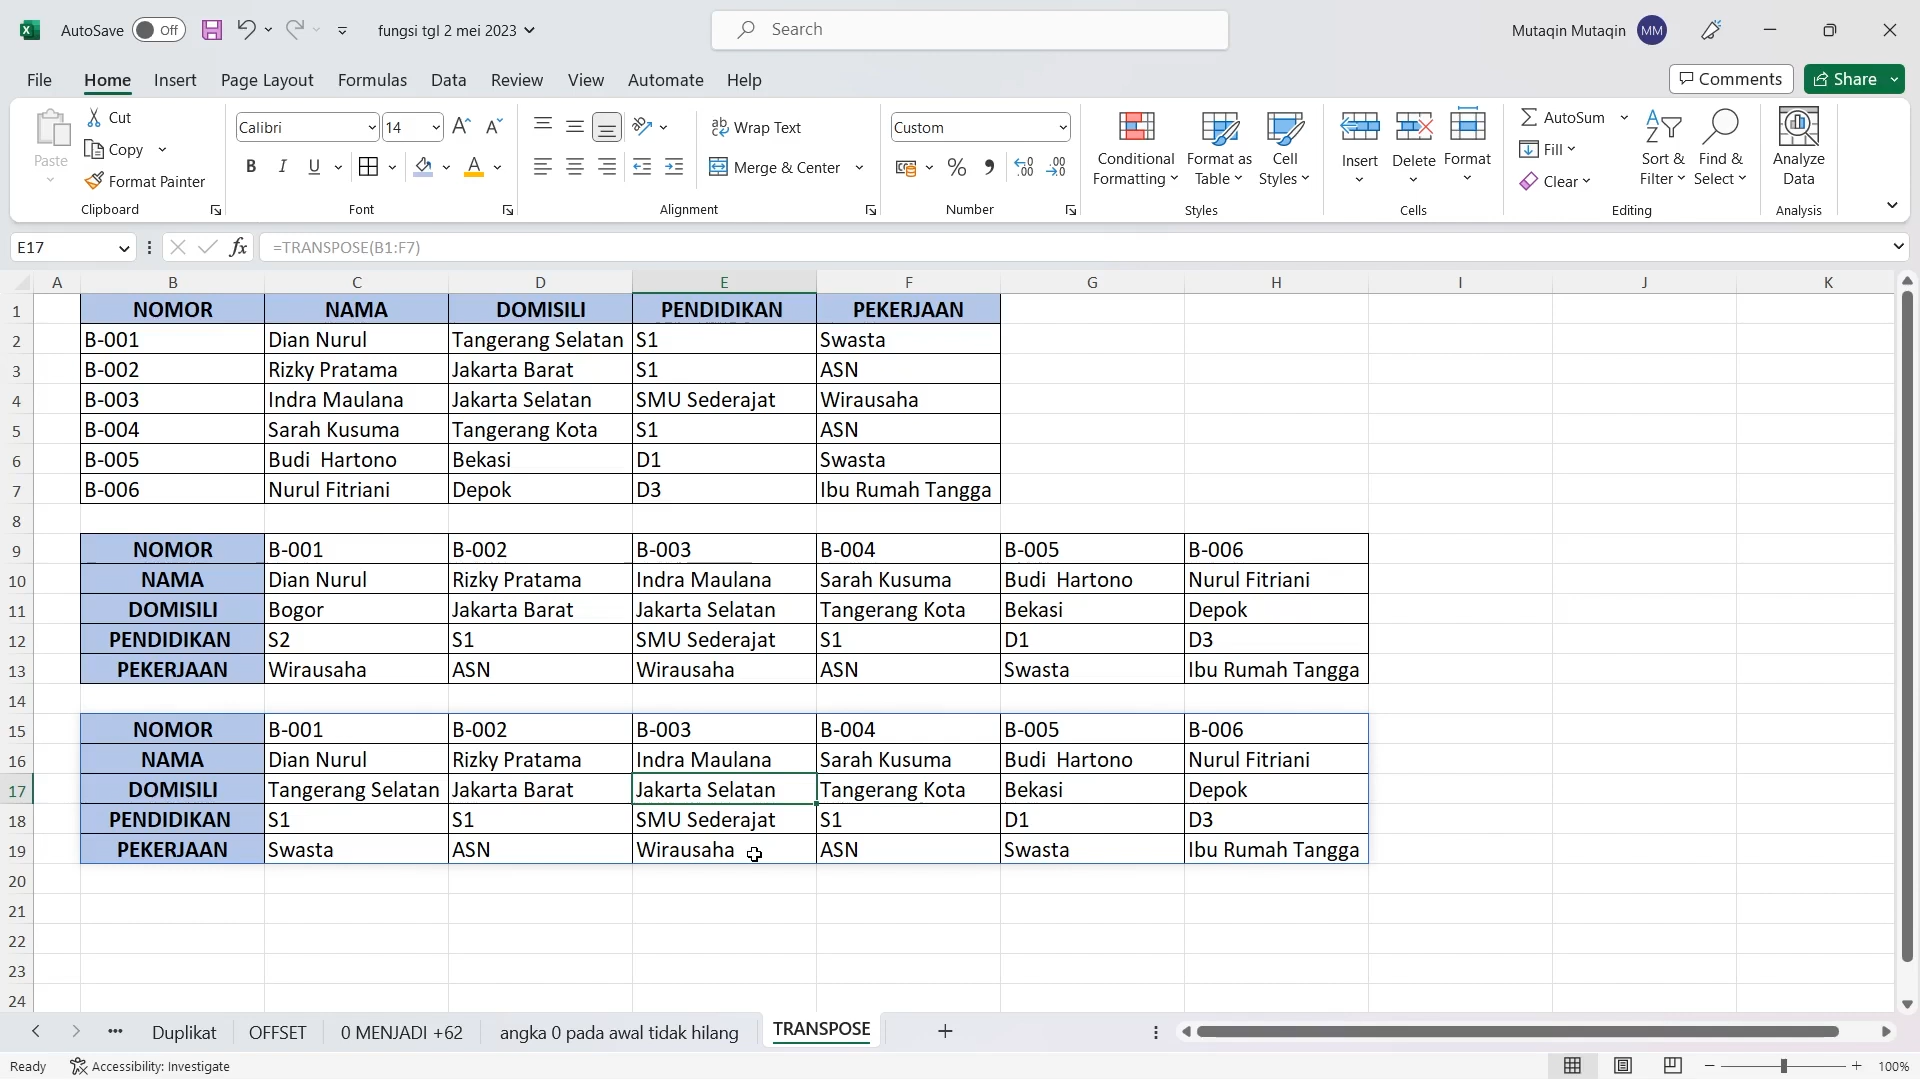 AutoSave Off fungsi tgl 2 mei 2023 Search Mutaqin Mutaqin MM
File Home Insert Page Layout Formulas Data Review View Automate Help Comments Share
Paste Cut Copy Format Painter Clipboard
Calibri 14 B I U A Font
ab Wrap Text Merge & Center Alignment
Custom % Number
Conditional Formatting Format as Table Cell Styles Styles
Insert Delete Format Cells
AutoSum Fill Clear Sort & Filter Find & Select Editing
Analyze Data Analysis
E17 fx =TRANSPOSE(B1:F7)
A B C D E F G H I J K
1 NOMOR NAMA DOMISILI PENDIDIKAN PEKERJAAN
2 B-001 Dian Nurul Tangerang Selatan S1 Swasta
3 B-002 Rizky Pratama Jakarta Barat S1 ASN
4 B-003 Indra Maulana Jakarta Selatan SMU Sederajat Wirausaha
5 B-004 Sarah Kusuma Tangerang Kota S1 ASN
6 B-005 Budi  Hartono Bekasi D1 Swasta
7 B-006 Nurul Fitriani Depok D3 Ibu Rumah Tangga
8
9 NOMOR B-001 B-002 B-003 B-004 B-005 B-006
10 NAMA Dian Nurul Rizky Pratama Indra Maulana Sarah Kusuma Budi  Hartono Nurul Fitriani
11 DOMISILI Bogor Jakarta Barat Jakarta Selatan Tangerang Kota Bekasi Depok
12 PENDIDIKAN S2 S1 SMU Sederajat S1 D1 D3
13 PEKERJAAN Wirausaha ASN Wirausaha ASN Swasta Ibu Rumah Tangga
14
15 NOMOR B-001 B-002 B-003 B-004 B-005 B-006
16 NAMA Dian Nurul Rizky Pratama Indra Maulana Sarah Kusuma Budi  Hartono Nurul Fitriani
17 DOMISILI Tangerang Selatan Jakarta Barat Jakarta Selatan Tangerang Kota Bekasi Depok
18 PENDIDIKAN S1 S1 SMU Sederajat S1 D1 D3
19 PEKERJAAN Swasta ASN Wirausaha ASN Swasta Ibu Rumah Tangga
20
21
22
23
24
Duplikat OFFSET 0 MENJADI +62 angka 0 pada awal tidak hilang TRANSPOSE
Ready Accessibility: Investigate 100%